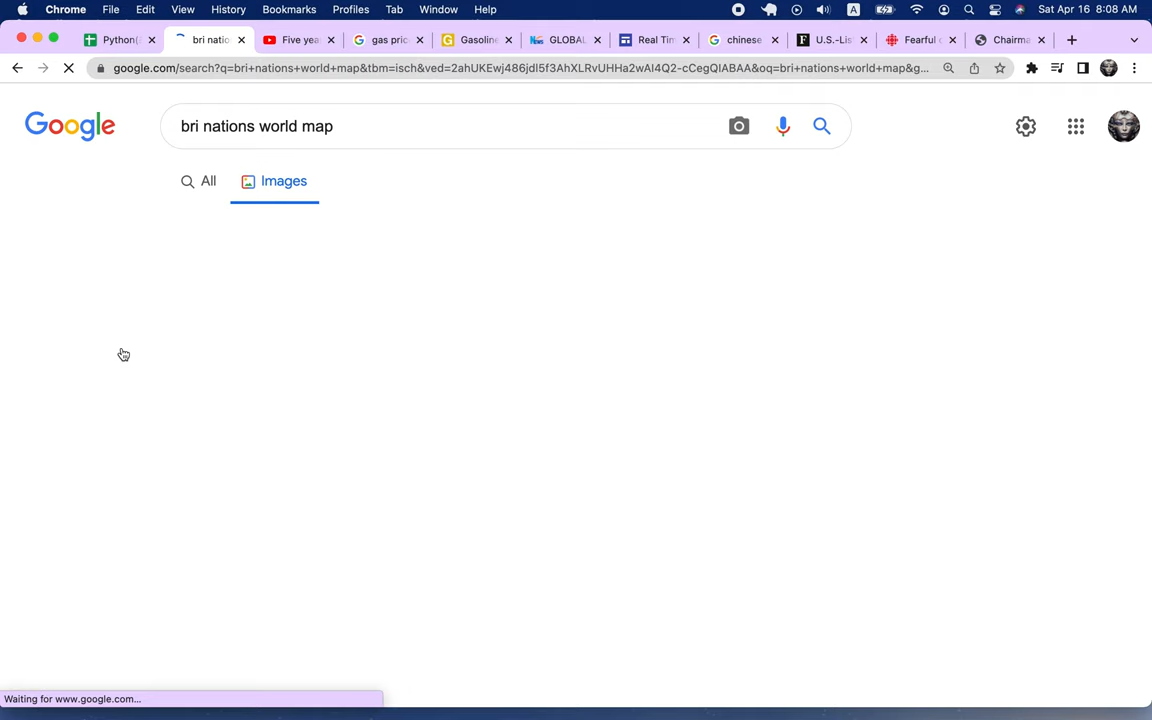 Chrome File Edit View History Bookmarks Profiles Tab Window Help A Sat Apr 16 8:08 AM
Python( bri natio Five yea gas pric Gasoline GLOBAL Real Tim chinese U.S.-Lis Fearful c Chairma
google.com/search?q=bri+nations+world+map&tbm=isch&ved=2ahUKEwj486jdl5f3AhXLRvUHHa2wAI4Q2-cCegQIABAA&oq=bri+nations+world+map&g...
Google bri nations world map
All Images
Waiting for www.google.com...